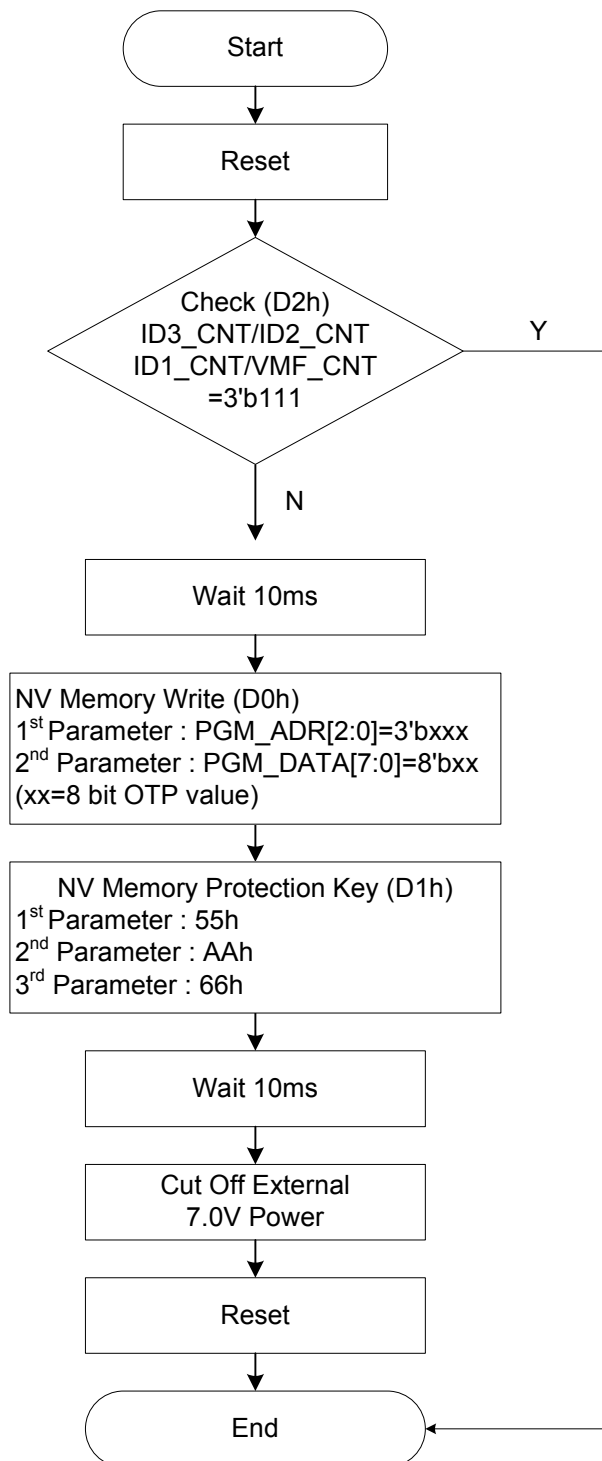 Start
Reset
Check (D2h)
ID3_CNT/ID2_CNT
ID1_CNT/VMF_CNT
=3'b111
Y
N
Wait 10ms
NV Memory Write (D0h)
1st Parameter : PGM_ADR[2:0]=3'bxxx
2nd Parameter : PGM_DATA[7:0]=8'bxx
(xx=8 bit OTP value)
NV Memory Protection Key (D1h)
1st Parameter : 55h
2nd Parameter : AAh
3rd Parameter : 66h
Wait 10ms
Cut Off External
7.0V Power
Reset
End